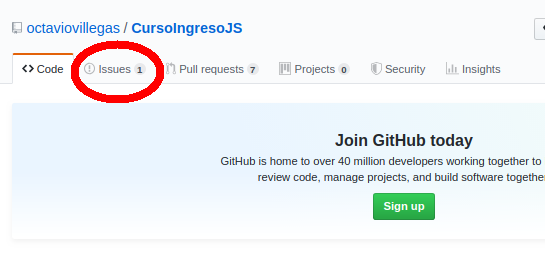 octaviovillegas / CursoIngresoJS
Code Issues 1 Pull requests 7 Projects 0 Security Insights
Join GitHub today
GitHub is home to over 40 million developers working together to
review code, manage projects, and build software together
Sign up